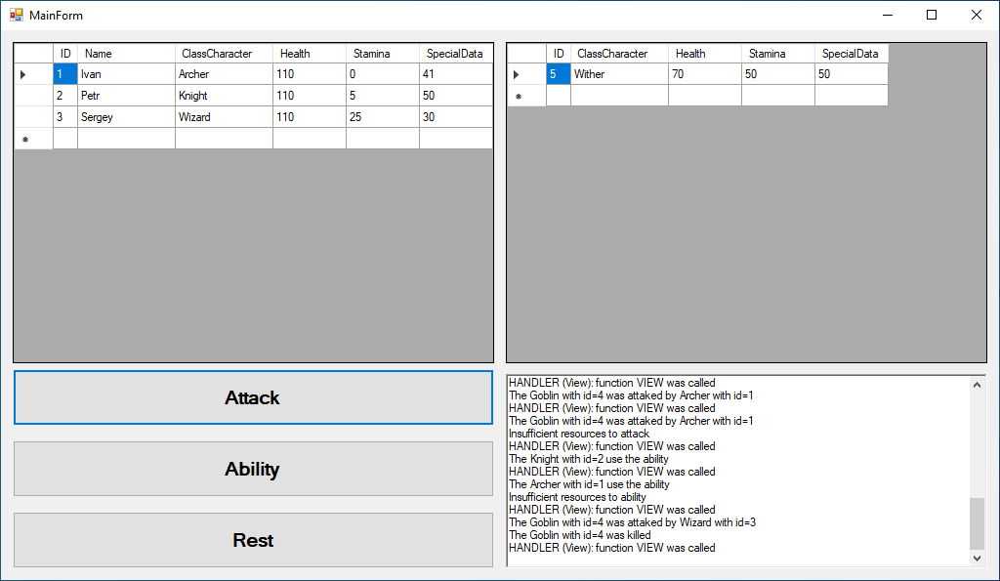 MainForm
ID Name ClassCharacter Health Stamina SpecialData
1 Ivan Archer 110 0 41
2 Petr Knight 110 5 50
3 Sergey Wizard 110 25 30
ID ClassCharacter Health Stamina SpecialData
5 Wither 70 50 50
Attack
Ability
Rest
HANDLER (View): function VIEW was called
The Goblin with id=4 was attaked by Archer with id=1
HANDLER (View): function VIEW was called
The Goblin with id=4 was attaked by Archer with id=1
Insufficient resources to attack
HANDLER (View): function VIEW was called
The Knight with id=2 use the ability
HANDLER (View): function VIEW was called
The Archer with id=1 use the ability
Insufficient resources to ability
HANDLER (View): function VIEW was called
The Goblin with id=4 was attaked by Wizard with id=3
The Goblin with id=4 was killed
HANDLER (View): function VIEW was called